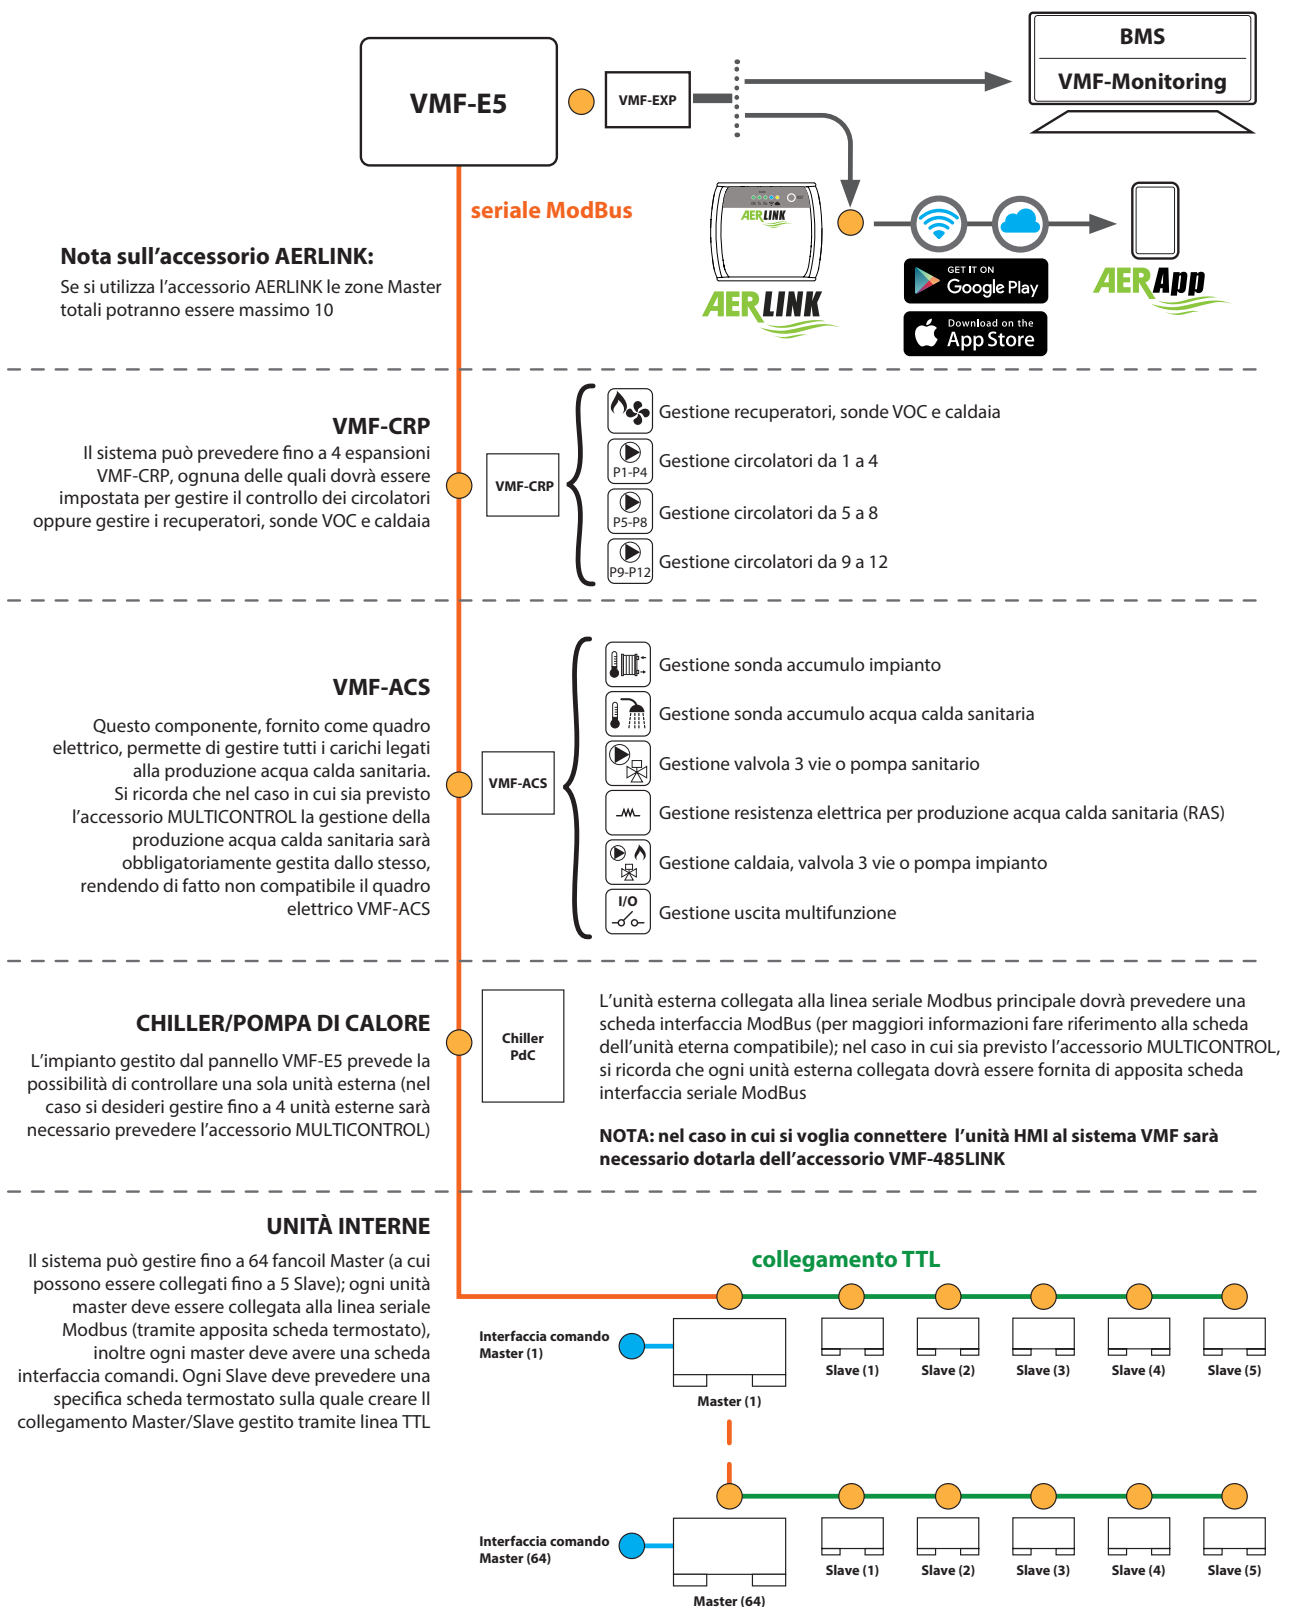 VMF-E5
VMF-EXP
BMS
VMF-Monitoring
seriale ModBus
AERLINK
AERLINK
GET IT ON
Google Play
Download on the
App Store
AERApp
Nota sull'accessorio AERLINK:
Se si utilizza l'accessorio AERLINK le zone Master
totali potranno essere massimo 10
VMF-CRP
Il sistema può prevedere fino a 4 espansioni
VMF-CRP, ognuna delle quali dovrà essere
impostata per gestire il controllo dei circolatori
oppure gestire i recuperatori, sonde VOC e caldaia
VMF-CRP
Gestione recuperatori, sonde VOC e caldaia
P1-P4
Gestione circolatori da 1 a 4
P5-P8
Gestione circolatori da 5 a 8
P9-P12
Gestione circolatori da 9 a 12
VMF-ACS
Questo componente, fornito come quadro
elettrico, permette di gestire tutti i carichi legati
alla produzione acqua calda sanitaria.
Si ricorda che nel caso in cui sia previsto
l'accessorio MULTICONTROL la gestione della
produzione acqua calda sanitaria sarà
obbligatoriamente gestita dallo stesso,
rendendo di fatto non compatibile il quadro
elettrico VMF-ACS
VMF-ACS
Gestione sonda accumulo impianto
Gestione sonda accumulo acqua calda sanitaria
Gestione valvola 3 vie o pompa sanitario
Gestione resistenza elettrica per produzione acqua calda sanitaria (RAS)
Gestione caldaia, valvola 3 vie o pompa impianto
I/O
Gestione uscita multifunzione
CHILLER/POMPA DI CALORE
L'impianto gestito dal pannello VMF-E5 prevede la
possibilità di controllare una sola unità esterna (nel
caso si desideri gestire fino a 4 unità esterne sarà
necessario prevedere l'accessorio MULTICONTROL)
Chiller
PdC
L'unità esterna collegata alla linea seriale Modbus principale dovrà prevedere una
scheda interfaccia ModBus (per maggiori informazioni fare riferimento alla scheda
dell'unità eterna compatibile); nel caso in cui sia previsto l'accessorio MULTICONTROL,
si ricorda che ogni unità esterna collegata dovrà essere fornita di apposita scheda
interfaccia seriale ModBus
NOTA: nel caso in cui si voglia connettere l'unità HMI al sistema VMF sarà
necessario dotarla dell'accessorio VMF-485LINK
UNITÀ INTERNE
Il sistema può gestire fino a 64 fancoil Master (a cui
possono essere collegati fino a 5 Slave); ogni unità
master deve essere collegata alla linea seriale
Modbus (tramite apposita scheda termostato),
inoltre ogni master deve avere una scheda
interfaccia comandi. Ogni Slave deve prevedere una
specifica scheda termostato sulla quale creare ll
collegamento Master/Slave gestito tramite linea TTL
collegamento TTL
Interfaccia comando
Master (1)
Master (1)
Slave (1)
Slave (2)
Slave (3)
Slave (4)
Slave (5)
Interfaccia comando
Master (64)
Master (64)
Slave (1)
Slave (2)
Slave (3)
Slave (4)
Slave (5)